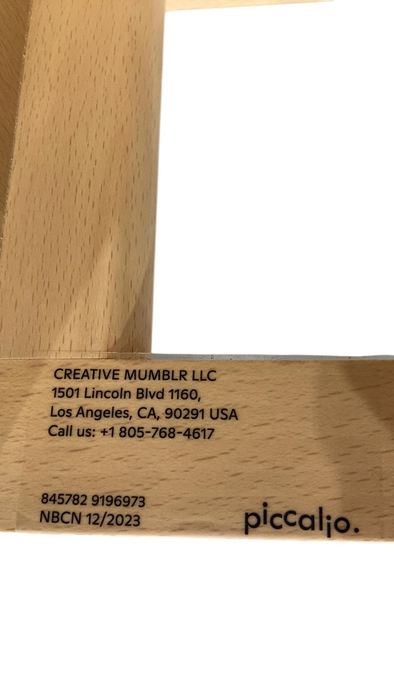 CREATIVE MUMBLR LLC
1501 Lincoln Blvd 1160,
Los Angeles, CA, 90291 USA
Call us: +1 805-768-4617
845782 9196973
NBCN 12/2023
piccalio.